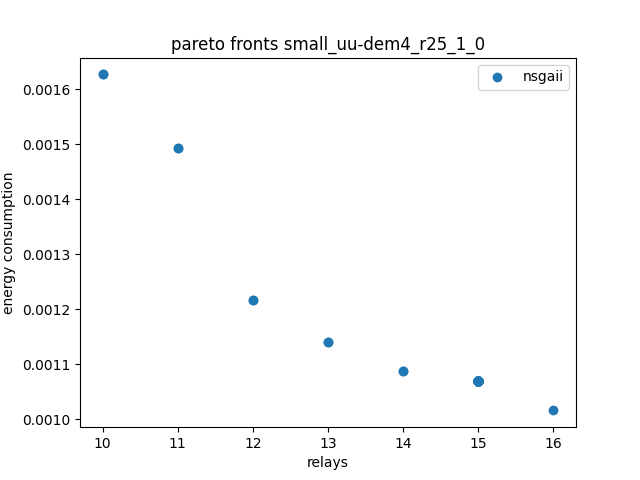 pareto fronts small_uu-dem4_r25_1_0
nsgaii
0.0016
0.0015
0.0014
0.0013
0.0012
0.0011
0.0010
energy consumption
10 11 12 13 14 15 16
relays